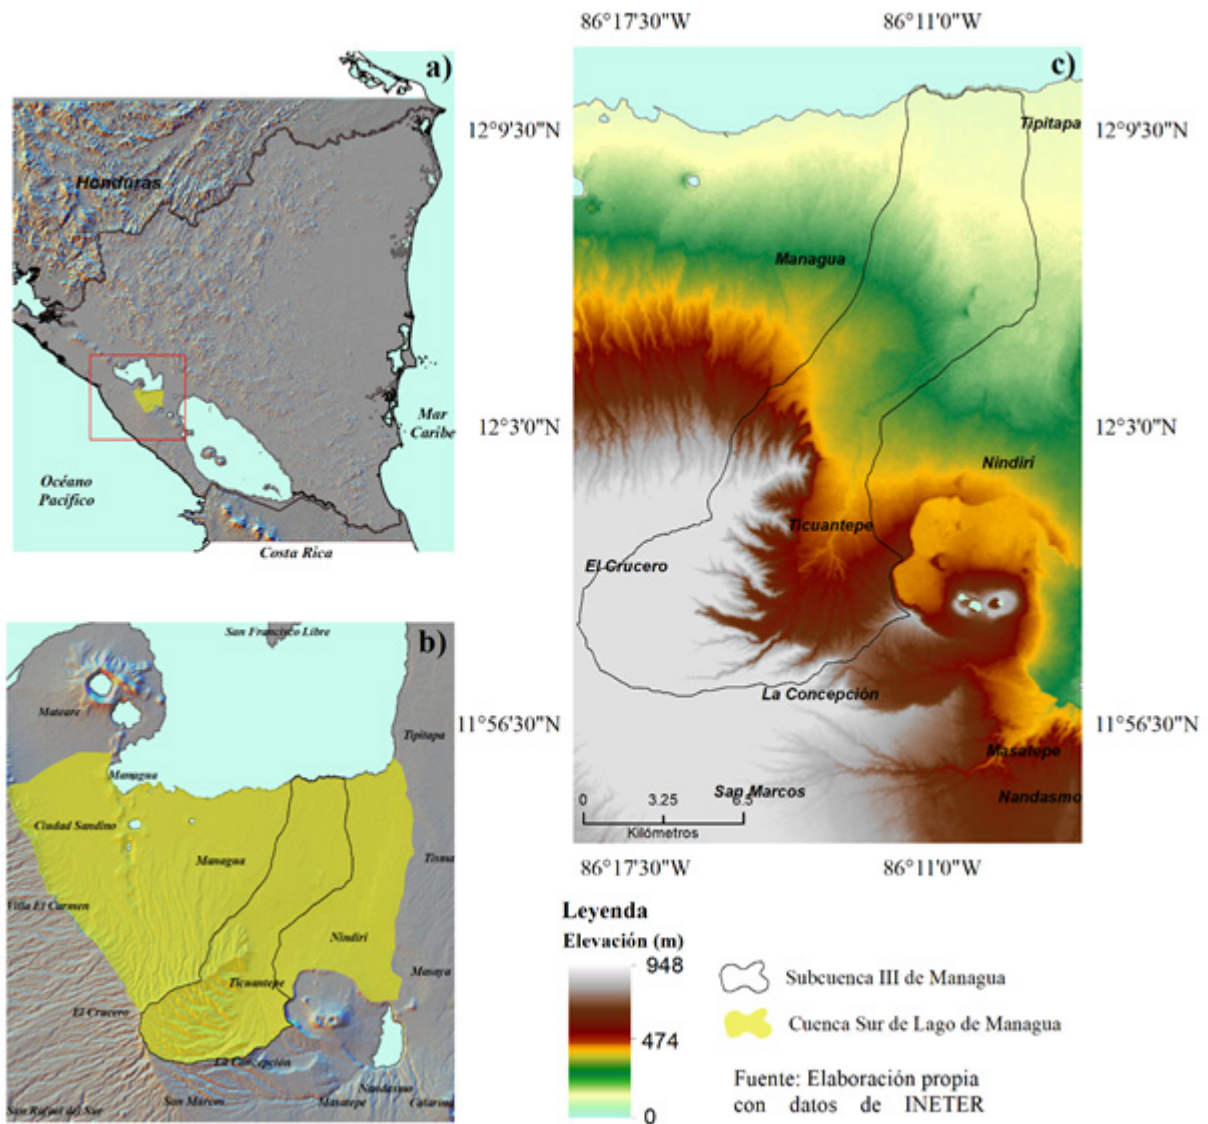 a)
Honduras
Mar
Caribe
Océano
Pacífico
Costa Rica
b)
San Francisco Libre
Mateare
Tipitapa
Managua
Ciudad Sandino
Managua
Tisma
Villa El Carmen
Nindirí
Masaya
Ticuantepe
El Crucero
La Concepción
Nandasmo
San Rafael del Sur
San Marcos
Masatepe
Catarina
86°17'30"W
86°11'0"W
c)
12°9'30"N
Tipitapa
12°9'30"N
Managua
12°3'0"N
12°3'0"N
Nindirí
Ticuantepe
El Crucero
La Concepción
11°56'30"N
11°56'30"N
Masatepe
San Marcos
Nandasmo
0
3.25
6.5
Kilómetros
86°17'30"W
86°11'0"W
Leyenda
Elevación (m)
948
474
0
Subcuenca III de Managua
Cuenca Sur de Lago de Managua
Fuente: Elaboración propia
con datos de INETER